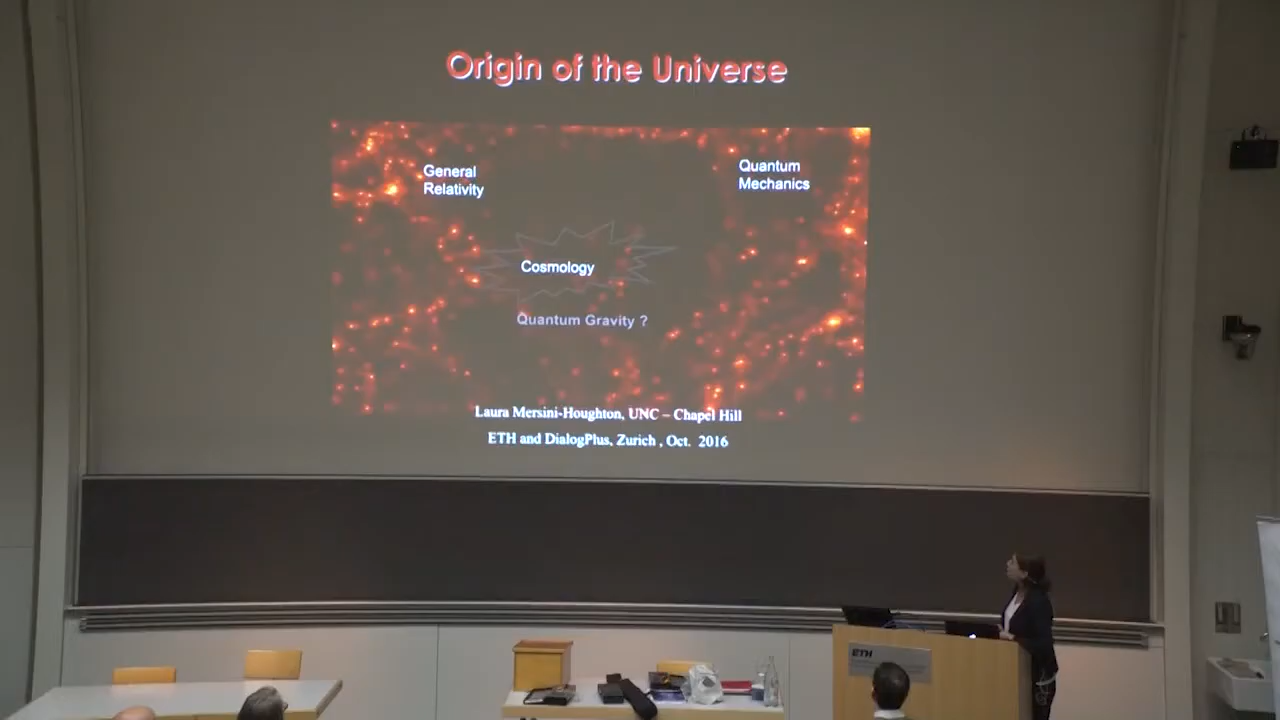 Origin of the Universe
General
Relativity
Quantum
Mechanics
Cosmology
Quantum Gravity ?
Laura Mersini-Houghton, UNC – Chapel Hill
ETH and DialogPlus, Zurich , Oct. 2016
ETH